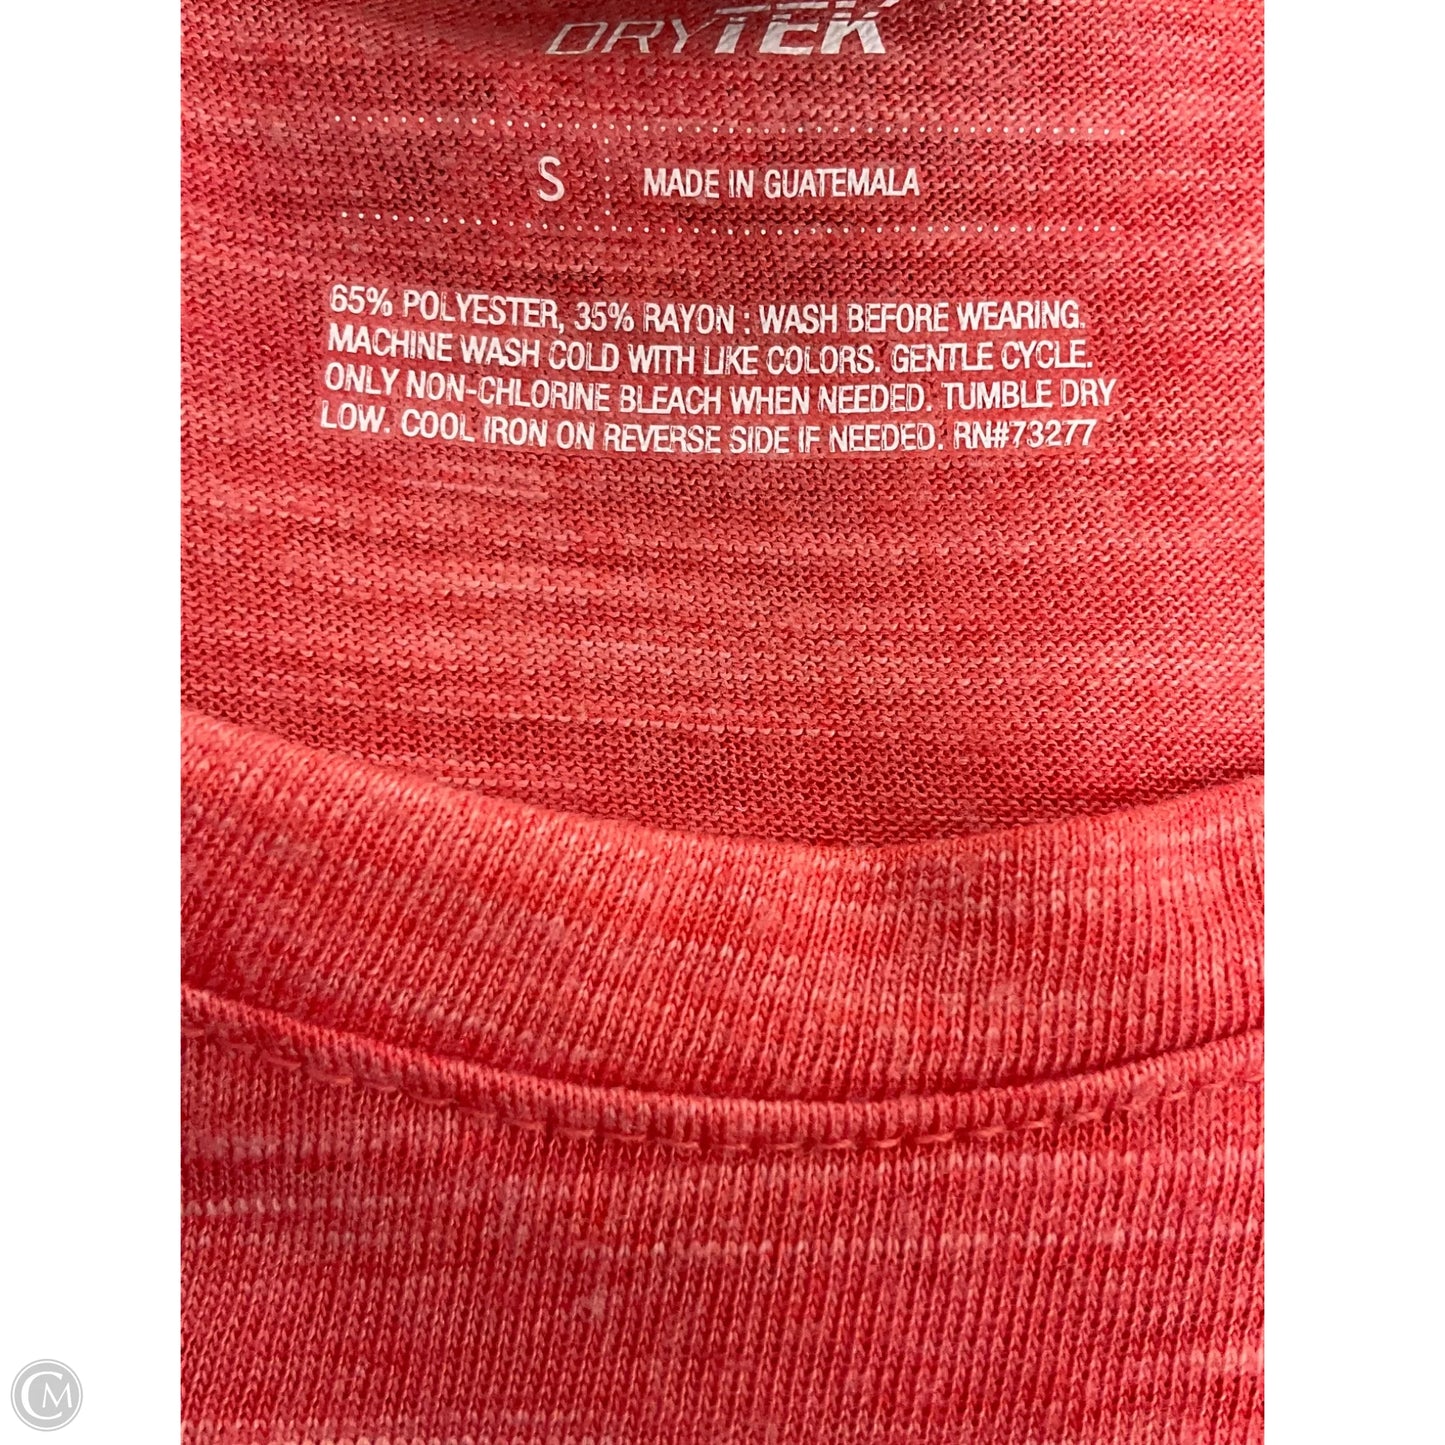 DRYTEK
S MADE IN GUATEMALA
65% POLYESTER, 35% RAYON : WASH BEFORE WEARING.
MACHINE WASH COLD WITH LIKE COLORS. GENTLE CYCLE.
ONLY NON-CHLORINE BLEACH WHEN NEEDED. TUMBLE DRY
LOW. COOL IRON ON REVERSE SIDE IF NEEDED. RN#73277
CM